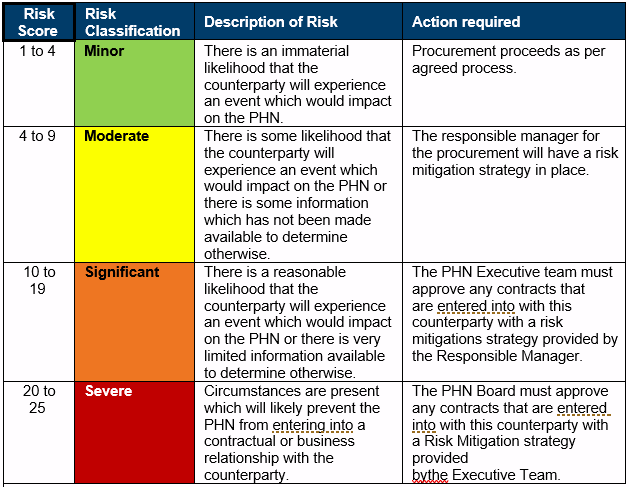 Risk Score
Risk Classification
Description of Risk
Action required
1 to 4
Minor
There is an immaterial
likelihood that the
counterparty will experience
an event which would impact
on the PHN.
Procurement proceeds as per
agreed process.
4 to 9
Moderate
There is some likelihood that
the counterparty will
experience an event which
would impact on the PHN or
there is some information
which has not been made
available to determine
otherwise.
The responsible manager for
the procurement will have a risk
mitigation strategy in place.
10 to
19
Significant
There is a reasonable
likelihood that the
counterparty will experience
an event which would impact
on the PHN or there is very
limited information available
to determine otherwise.
The PHN Executive team must
approve any contracts that
are entered into with this
counterparty with a risk
mitigations strategy provided by
the Responsible Manager.
20 to
25
Severe
Circumstances are present
which will likely prevent the
PHN from entering into a
contractual or business
relationship with the
counterparty.
The PHN Board must approve
any contracts that are entered
into with this counterparty with
a Risk Mitigation strategy
provided
bythe Executive Team.